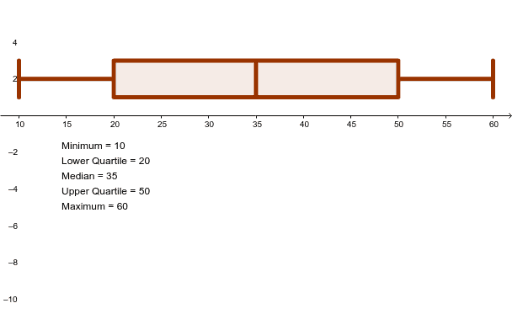 4
2
10 15 20 25 30 35 40 45 50 55 60
Minimum = 10
–2
Lower Quartile = 20
Median = 35
–4
Upper Quartile = 50
Maximum = 60
–6
–8
–10